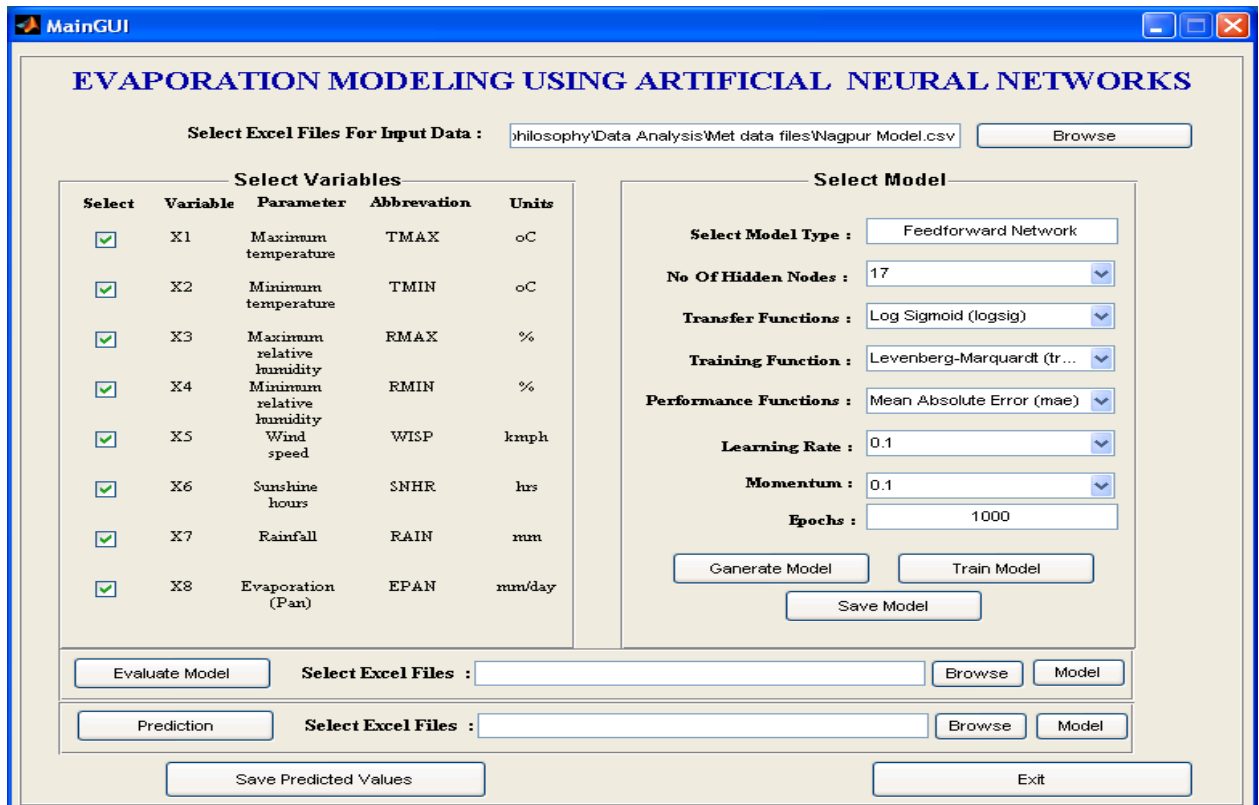 MainGUI
EVAPORATION MODELING USING ARTIFICIAL NEURAL NETWORKS
Select Excel Files For Input Data :
philosophy\Data Analysis\Met data files\Nagpur Model.csv
Browse
Select Variables
Select Variable Parameter Abbrevation Units
X1 Maximum TMAX oC
temperature
X2 Minimum TMIN oC
temperature
X3 Maximum RMAX %
relative
humidity
X4 Minimum RMIN %
relative
humidity
X5 Wind WISP kmph
speed
X6 Sunshine SNHR hrs
hours
X7 Rainfall RAIN mm
X8 Evaporation EPAN mm/day
(Pan)
Select Model
Select Model Type : Feedforward Network
No Of Hidden Nodes : 17
Transfer Functions : Log Sigmoid (logsig)
Training Function : Levenberg-Marquardt (tr...
Performance Functions : Mean Absolute Error (mae)
Learning Rate : 0.1
Momentum : 0.1
Epochs : 1000
Ganerate Model Train Model
Save Model
Evaluate Model Select Excel Files : Browse Model
Prediction Select Excel Files : Browse Model
Save Predicted Values Exit